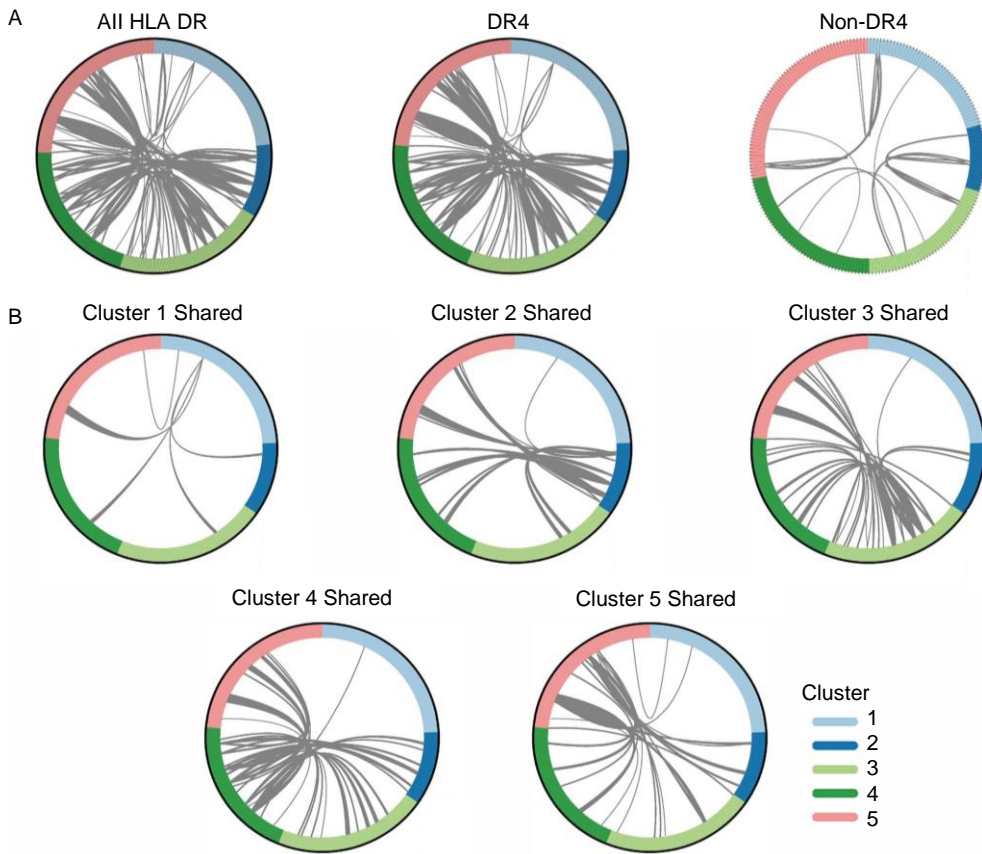 A
All HLA DR
DR4
Non-DR4
B
Cluster 1 Shared
Cluster 2 Shared
Cluster 3 Shared
Cluster 4 Shared
Cluster 5 Shared
Cluster
1
2
3
4
5